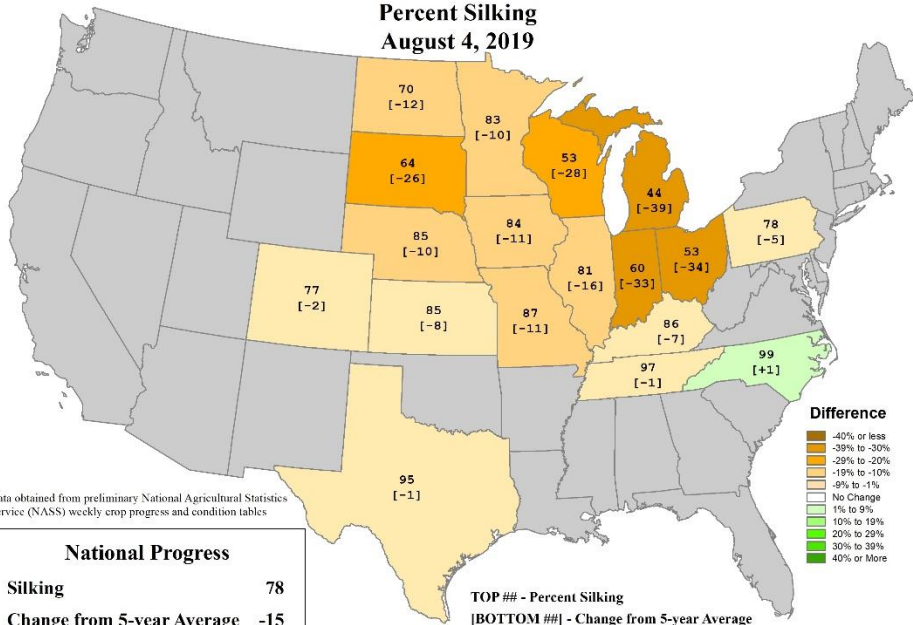 Percent Silking
August 4, 2019
70
[-12]
83
[-10]
64
[-26]
53
[-28]
44
[-39]
85
[-10]
84
[-11]
78
[-5]
81
[-16]
60
[-33]
53
[-34]
77
[-2]
85
[-8]
87
[-11]
86
[-7]
97
[-1]
99
[+1]
95
[-1]
Difference
-40% or less
-39% to -30%
-29% to -20%
-19% to -10%
-9% to -1%
No Change
1% to 9%
10% to 19%
20% to 29%
30% to 39%
40% or More
ata obtained from preliminary National Agricultural Statistics
ervice (NASS) weekly crop progress and condition tables
National Progress
Silking 78
Change from 5-year Average -15
TOP ## - Percent Silking
[BOTTOM ##] - Change from 5-year Average